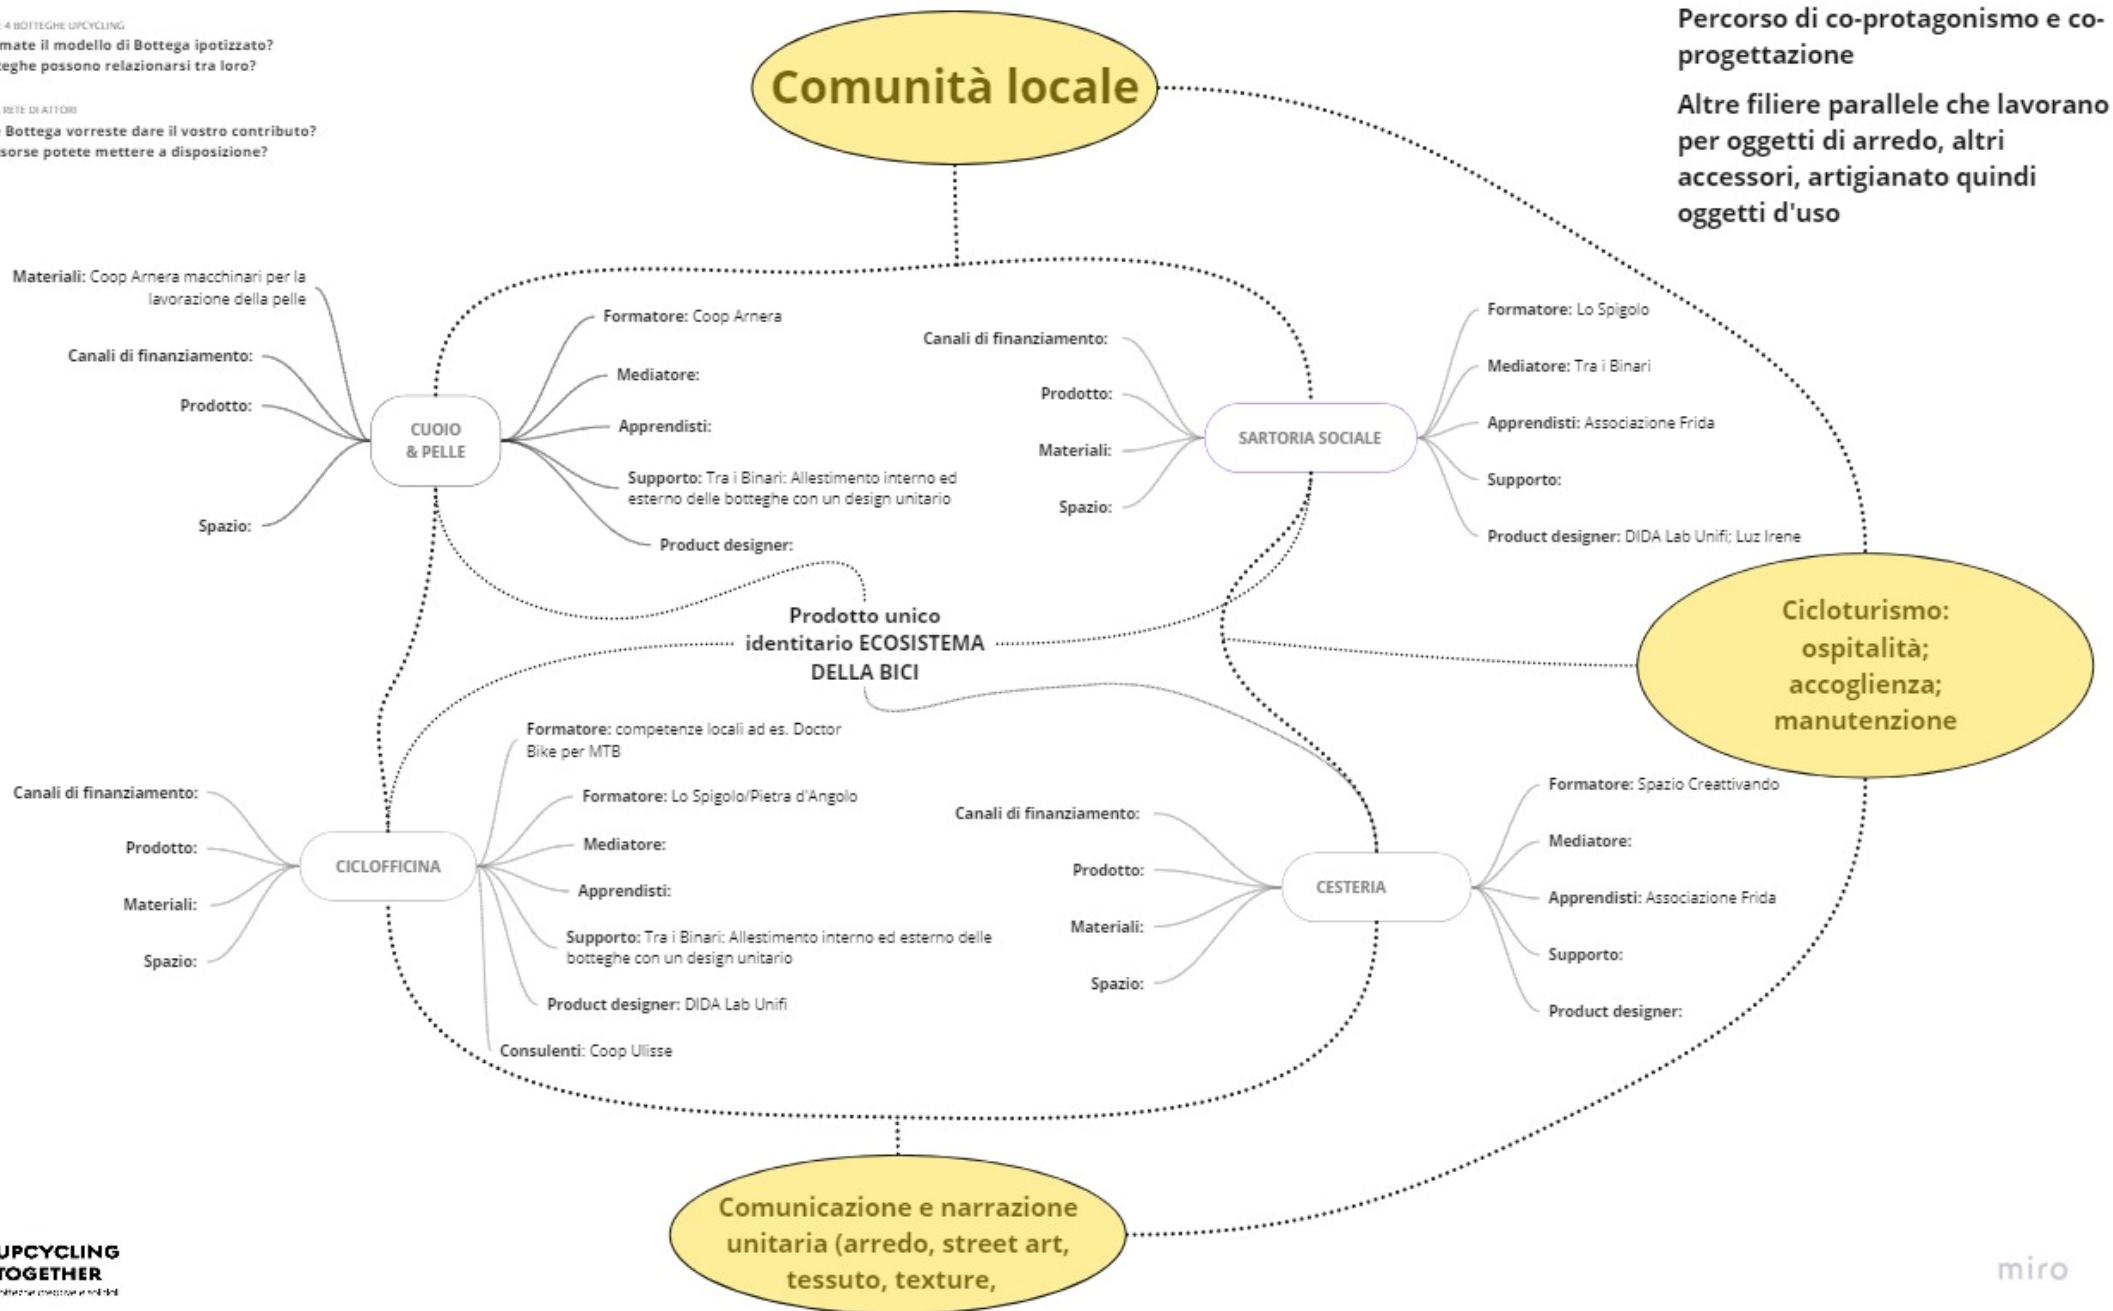 4 BOTTEGHE UPCYCLING
mate il modello di Bottega ipotizzato?
teghe possono relazionarsi tra loro?
RETE DI ATTORI
Bottega vorreste dare il vostro contributo?
sorse potete mettere a disposizione?
Comunità locale
Percorso di co-protagonismo e co-
progettazione
Altre filiere parallele che lavorano
per oggetti di arredo, altri
accessori, artigianato quindi
oggetti d'uso
Materiali: Coop Arnera macchinari per la
lavorazione della pelle
Canali di finanziamento:
Prodotto:
Spazio:
CUOIO
& PELLE
Formatore: Coop Arnera
Mediatore:
Apprendisti:
Supporto: Tra i Binari: Allestimento interno ed
esterno delle botteghe con un design unitario
Product designer:
Canali di finanziamento:
Prodotto:
Materiali:
Spazio:
SARTORIA SOCIALE
Formatore: Lo Spigolo
Mediatore: Tra i Binari
Apprendisti: Associazione Frida
Supporto:
Product designer: DIDA Lab Unifi; Luz Irene
Prodotto unico
identitario ECOSISTEMA
DELLA BICI
Cicloturismo:
ospitalità;
accoglienza;
manutenzione
Canali di finanziamento:
Prodotto:
Materiali:
Spazio:
CICLOFFICINA
Formatore: competenze locali ad es. Doctor
Bike per MTB
Formatore: Lo Spigolo/Pietra d'Angolo
Mediatore:
Apprendisti:
Supporto: Tra i Binari: Allestimento interno ed esterno delle
botteghe con un design unitario
Product designer: DIDA Lab Unifi
Consulenti: Coop Ulisse
Canali di finanziamento:
Prodotto:
Materiali:
Spazio:
CESTERIA
Formatore: Spazio Creattivando
Mediatore:
Apprendisti: Associazione Frida
Supporto:
Product designer:
Comunicazione e narrazione
unitaria (arredo, street art,
tessuto, texture,
UPCYCLING
TOGETHER
botteghe creative e solidali
miro